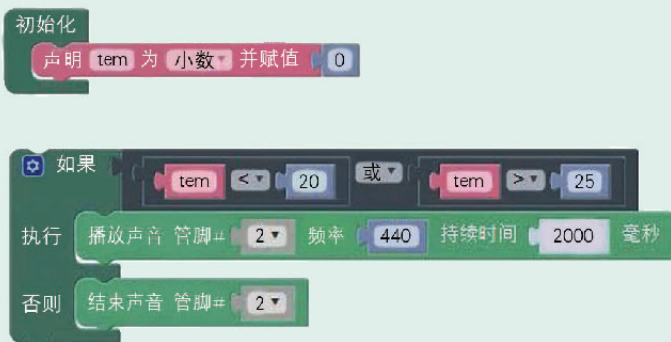 初始化
声明 tem 为 小数 并赋值 0
如果 tem < 20 或 tem > 25
执行 播放声音 管脚# 2 频率 440 持续时间 2000 毫秒
否则 结束声音 管脚# 2